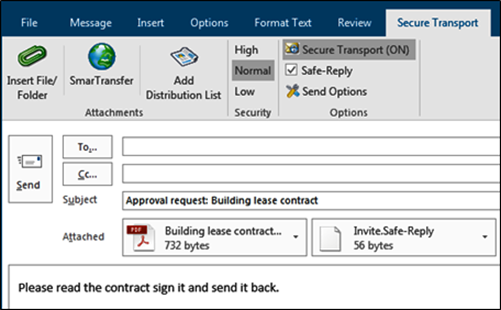 File Message Insert Options Format Text Review Secure Transport
Insert File/
Folder
SmarTransfer
Add
Distribution List
Attachments
High
Normal
Low
Security
Secure Transport (ON)
Safe-Reply
Send Options
Options
Send
To...
Cc...
Subject Approval request: Building lease contract
Attached
PDF
Building lease contract...
732 bytes
Invite.Safe-Reply
56 bytes
Please read the contract sign it and send it back.